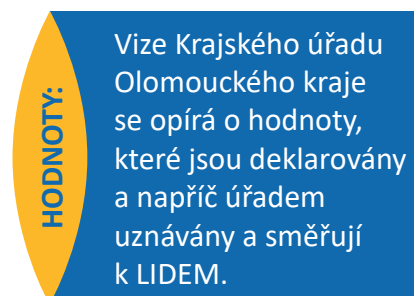 HODNOTY:
Vize Krajského úřadu
Olomouckého kraje
se opírá o hodnoty,
které jsou deklarovány
a napříč úřadem
uznávány a směřují
k LIDEM.